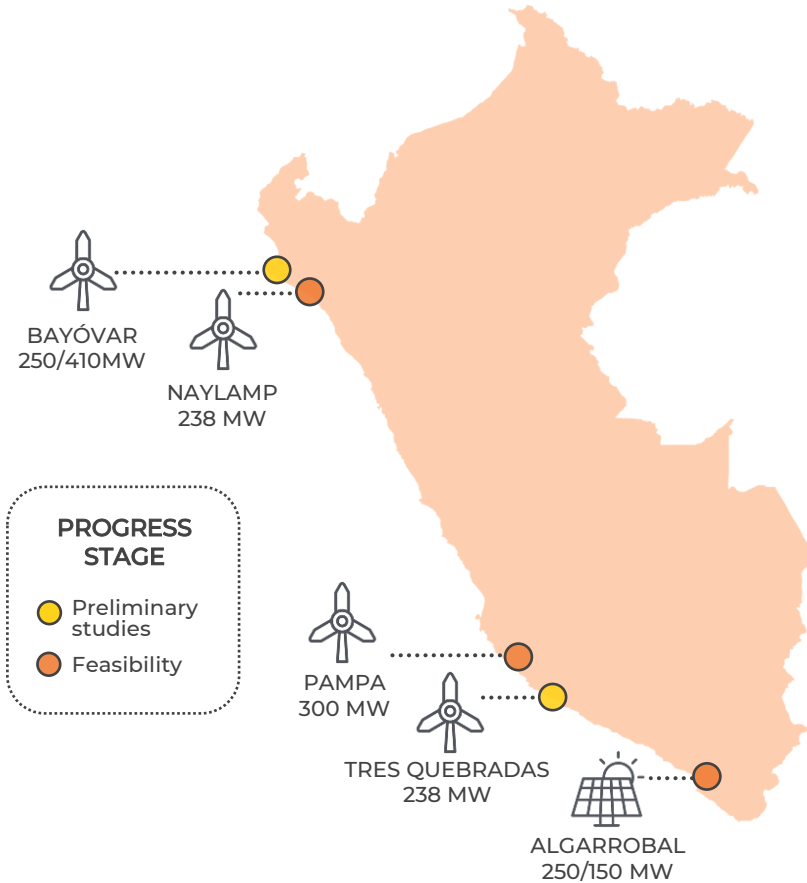 BAYÓVAR
250/410MW
NAYLAMP
238 MW
PROGRESS
STAGE
Preliminary
studies
Feasibility
PAMPA
300 MW
TRES QUEBRADAS
238 MW
ALGARROBAL
250/150 MW